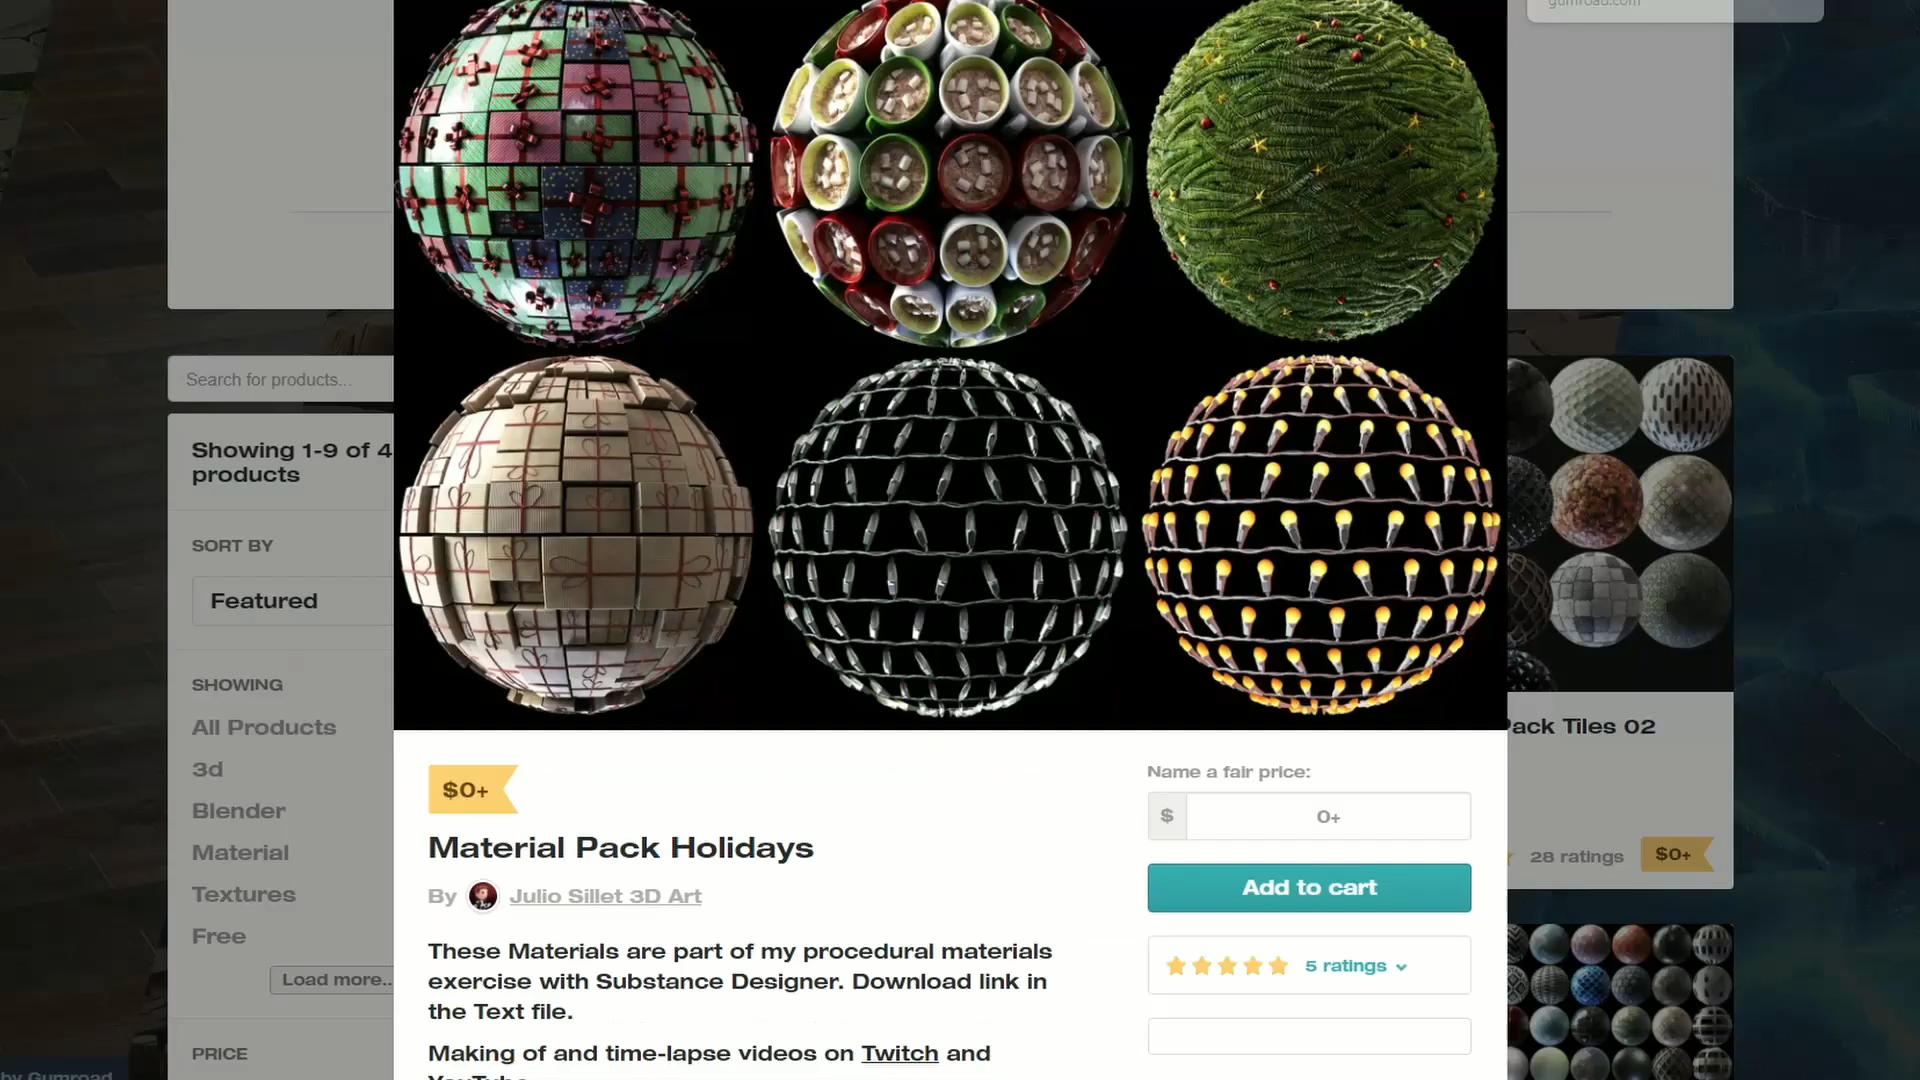 gumroad.com
Search for products...
Showing 1-9 of 4
products
SORT BY
Featured
SHOWING
All Products
3d
Blender
Material
Textures
Free
Load more..
PRICE
by Gumroad
$0+
Material Pack Holidays
By Julio Sillet 3D Art
These Materials are part of my procedural materials
exercise with Substance Designer. Download link in
the Text file.
Making of and time-lapse videos on Twitch and
YouTube
Name a fair price:
$ 0+
Add to cart
5 ratings
Pack Tiles 02
28 ratings $0+